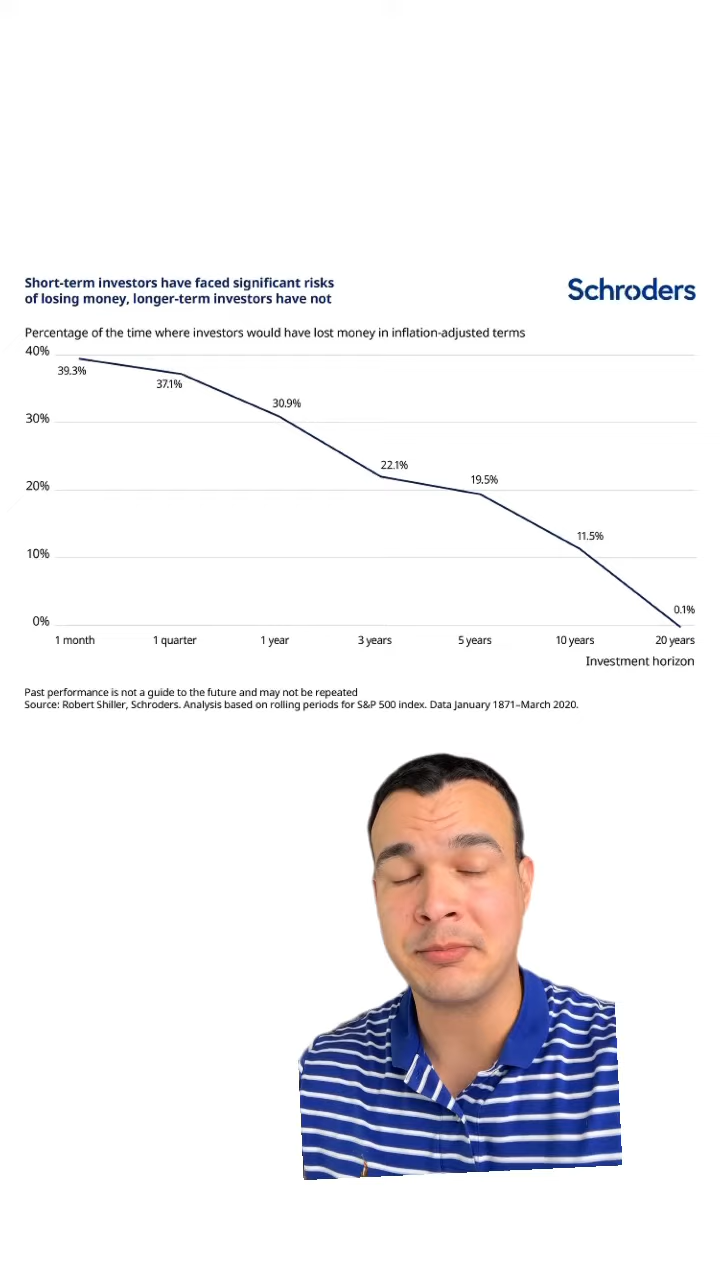 Short-term investors have faced significant risks
of losing money, longer-term investors have not
Schroders
Percentage of the time where investors would have lost money in inflation-adjusted terms
40%
39.3%
37.1%
30.9%
30%
22.1%
19.5%
20%
11.5%
10%
0.1%
0%
1 month
1 quarter
1 year
3 years
5 years
10 years
20 years
Investment horizon
Past performance is not a guide to the future and may not be repeated
Source: Robert Shiller, Schroders. Analysis based on rolling periods for S&P 500 index. Data January 1871–March 2020.